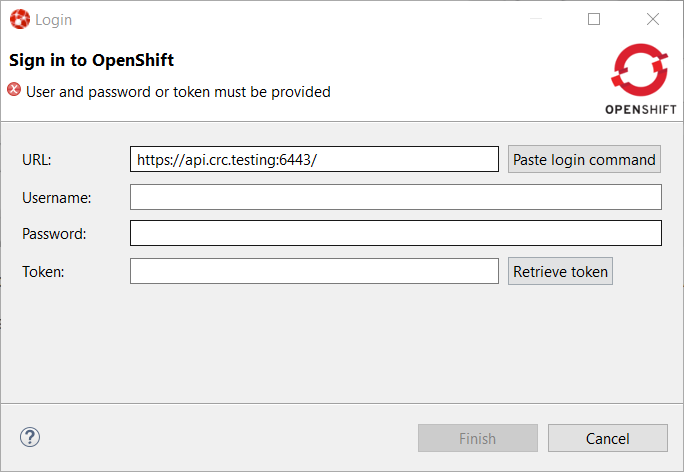 Login
Sign in to OpenShift
User and password or token must be provided
OPENSHIFT
URL: https://api.crc.testing:6443/ Paste login command
Username:
Password:
Token: Retrieve token
? Finish Cancel